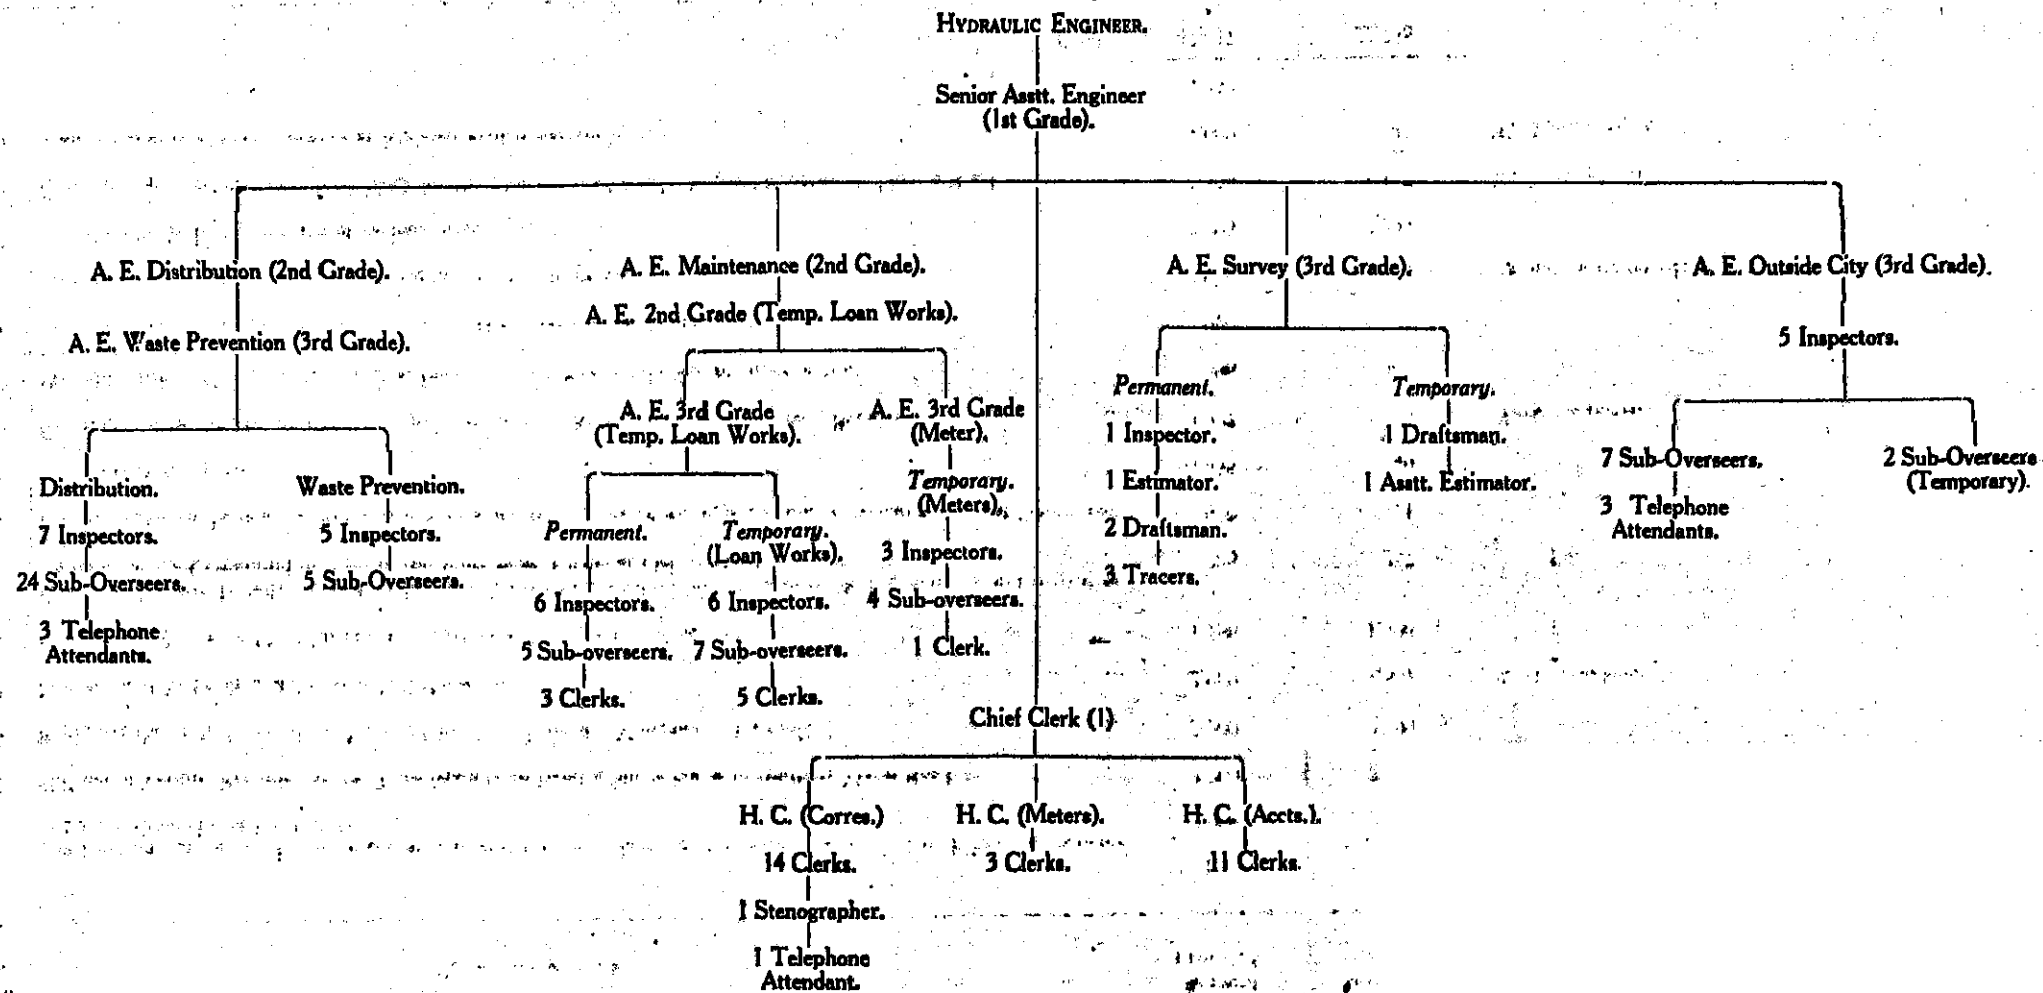 HYDRAULIC ENGINEER.
Senior Asstt. Engineer
(1st Grade).
A. E. Distribution (2nd Grade).
A. E. Waste Prevention (3rd Grade).
Distribution.
7 Inspectors.
24 Sub-Overseers.
3 Telephone
Attendants.
Waste Prevention.
5 Inspectors.
5 Sub-Overseers.
A. E. Maintenance (2nd Grade).
A. E. 2nd Grade (Temp. Loan Works).
A. E. 3rd Grade
(Temp. Loan Works).
Permanent.
6 Inspectors.
5 Sub-overseers.
3 Clerks.
Temporary.
(Loan Works).
6 Inspectors.
7 Sub-overseers.
5 Clerks.
A. E. 3rd Grade
(Meter).
Temporary.
(Meters).
3 Inspectors.
4 Sub-overseers.
1 Clerk.
A. E. Survey (3rd Grade).
Permanent.
1 Inspector.
1 Estimator.
2 Draftsman.
3 Tracers.
Temporary.
1 Draftsman.
1 Asstt. Estimator.
A. E. Outside City (3rd Grade).
5 Inspectors.
7 Sub-Overseers.
3 Telephone
Attendants.
2 Sub-Overseers
(Temporary).
Chief Clerk (1)
H. C. (Corres.)
14 Clerks.
1 Stenographer.
1 Telephone
Attendant.
H. C. (Meters).
3 Clerks.
H. C. (Accts.).
11 Clerks.